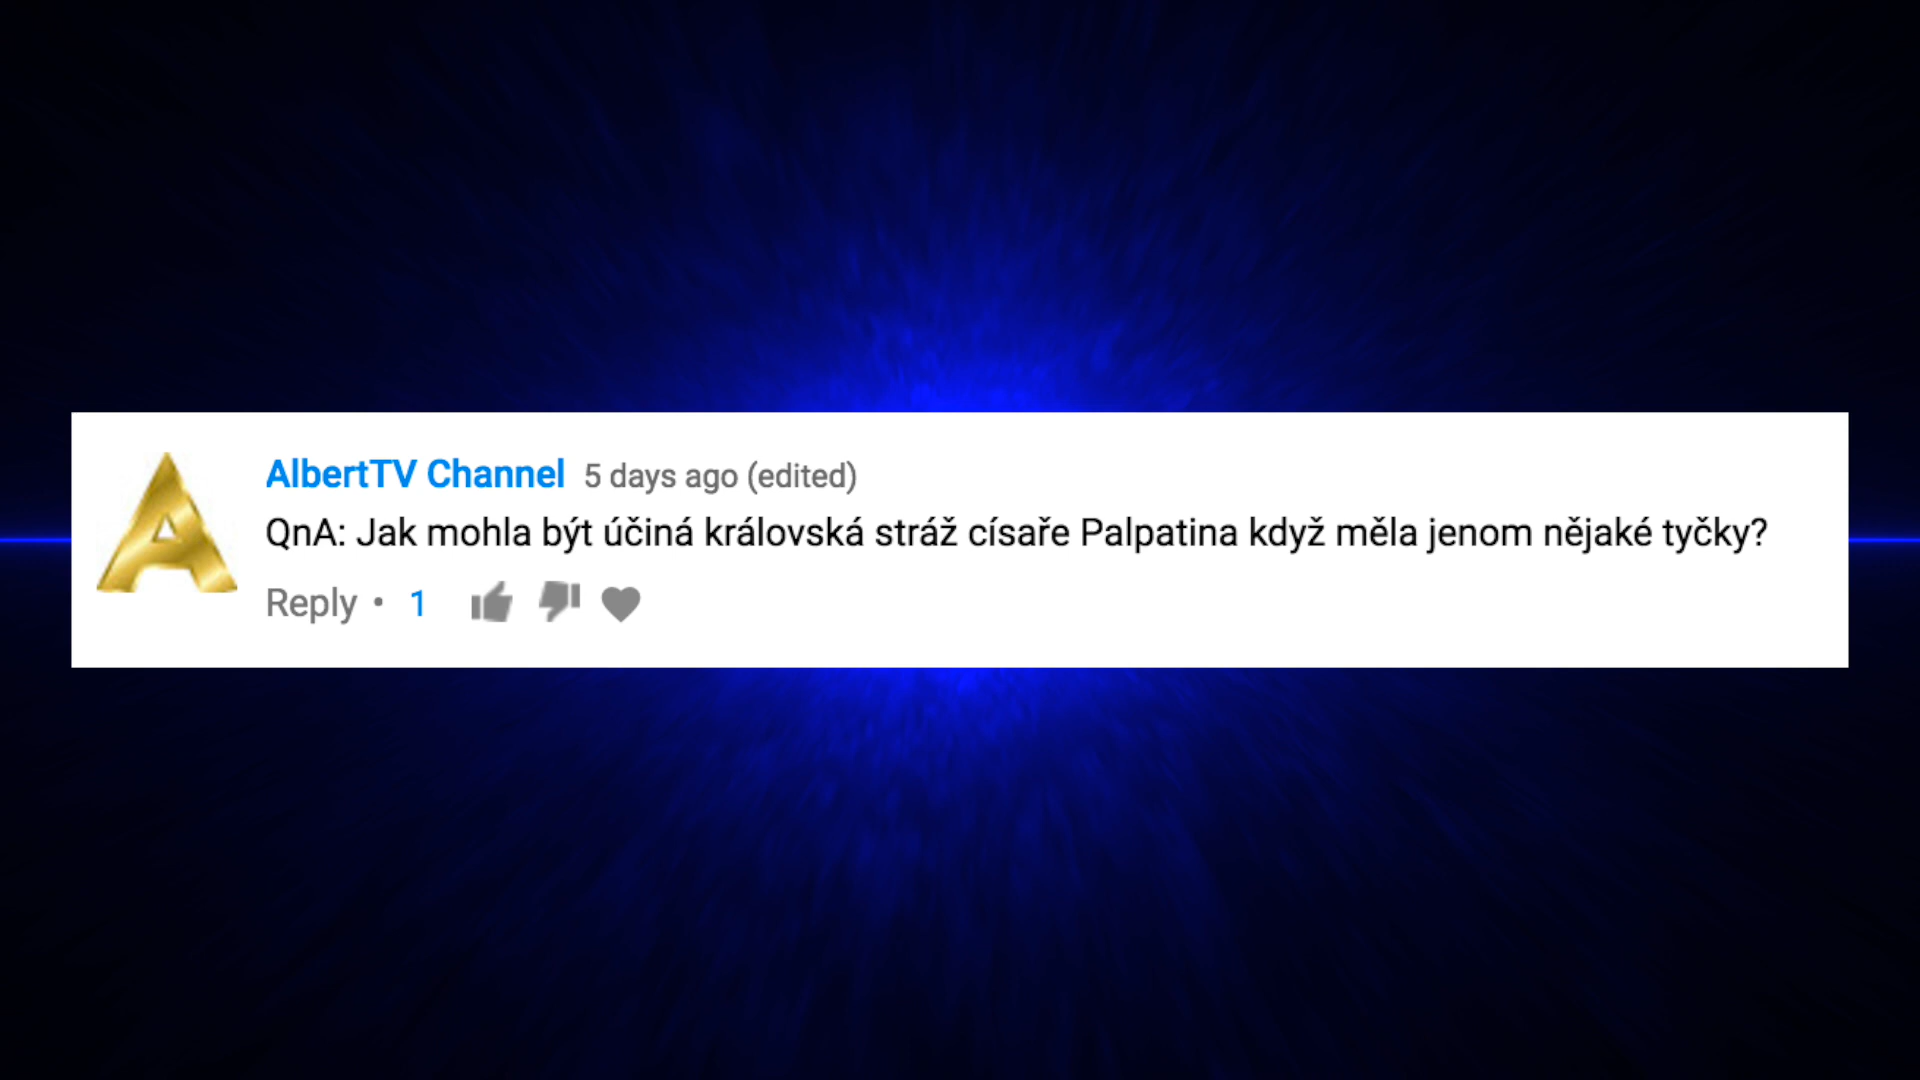 AlbertTV Channel 5 days ago (edited)
QnA: Jak mohla být účiná královská stráž císaře Palpatina když měla jenom nějaké tyčky?
Reply • 1